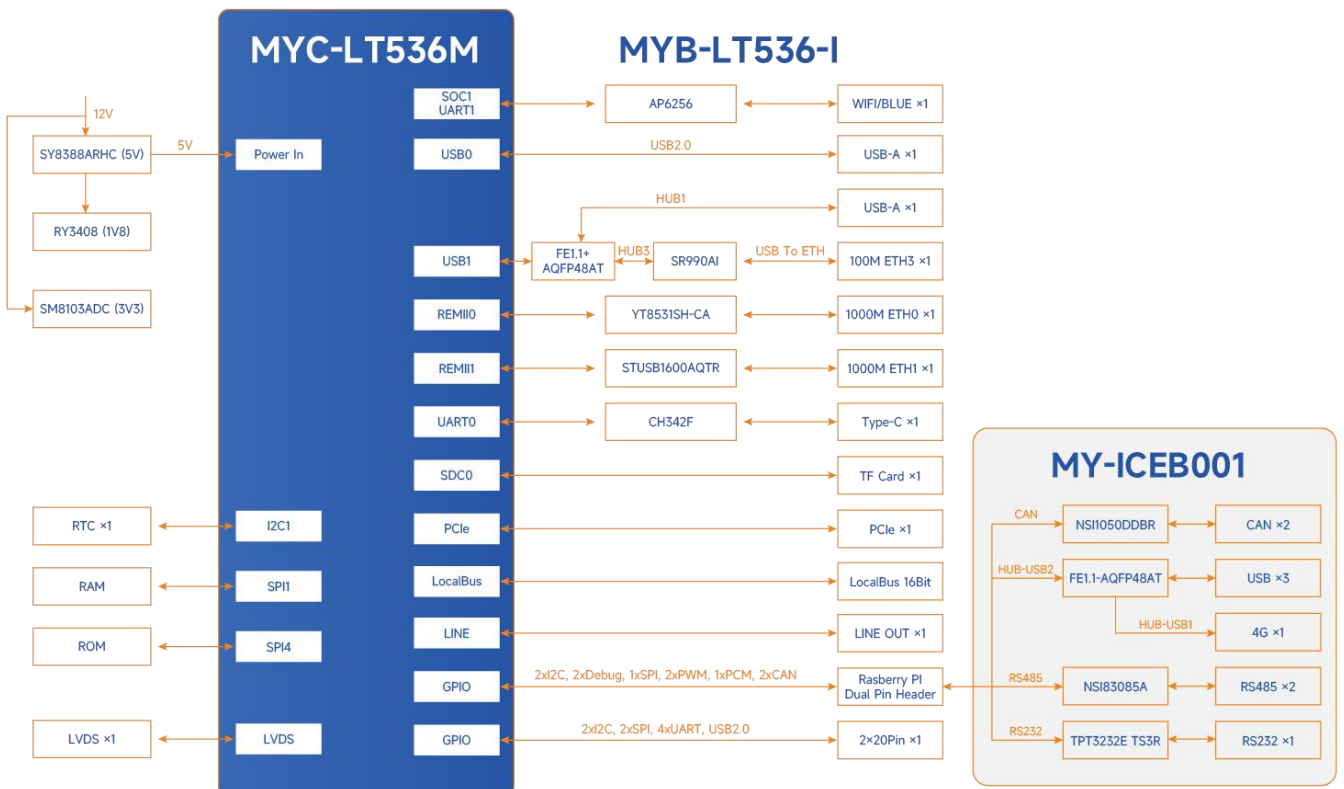 MYC-LT536M
MYB-LT536-I
12V
SY8388ARHC (5V)
5V
Power In
RY3408 (1V8)
SM8103ADC (3V3)
RTC ×1
I2C1
RAM
SPI1
ROM
SPI4
LVDS ×1
LVDS
SOC1
UART1
AP6256
WIFI/BLUE ×1
USB0
USB2.0
USB-A ×1
HUB1
USB-A ×1
USB1
FE1.1+
AQFP48AT
HUB3
SR990AI
USB To ETH
100M ETH3 ×1
REMII0
YT8531SH-CA
1000M ETH0 ×1
REMII1
STUSB1600AQTR
1000M ETH1 ×1
UART0
CH342F
Type-C ×1
SDC0
TF Card ×1
PCIe
PCIe ×1
LocalBus
LocalBus 16Bit
LINE
LINE OUT ×1
GPIO
2xI2C, 2xDebug, 1xSPI, 2xPWM, 1xPCM, 2xCAN
Rasberry PI
Dual Pin Header
GPIO
2xI2C, 2xSPI, 4xUART, USB2.0
2×20Pin ×1
MY-ICEB001
CAN
NSI1050DDBR
CAN ×2
HUB-USB2
FE1.1-AQFP48AT
USB ×3
HUB-USB1
4G ×1
RS485
NSI83085A
RS485 ×2
RS232
TPT3232E TS3R
RS232 ×1